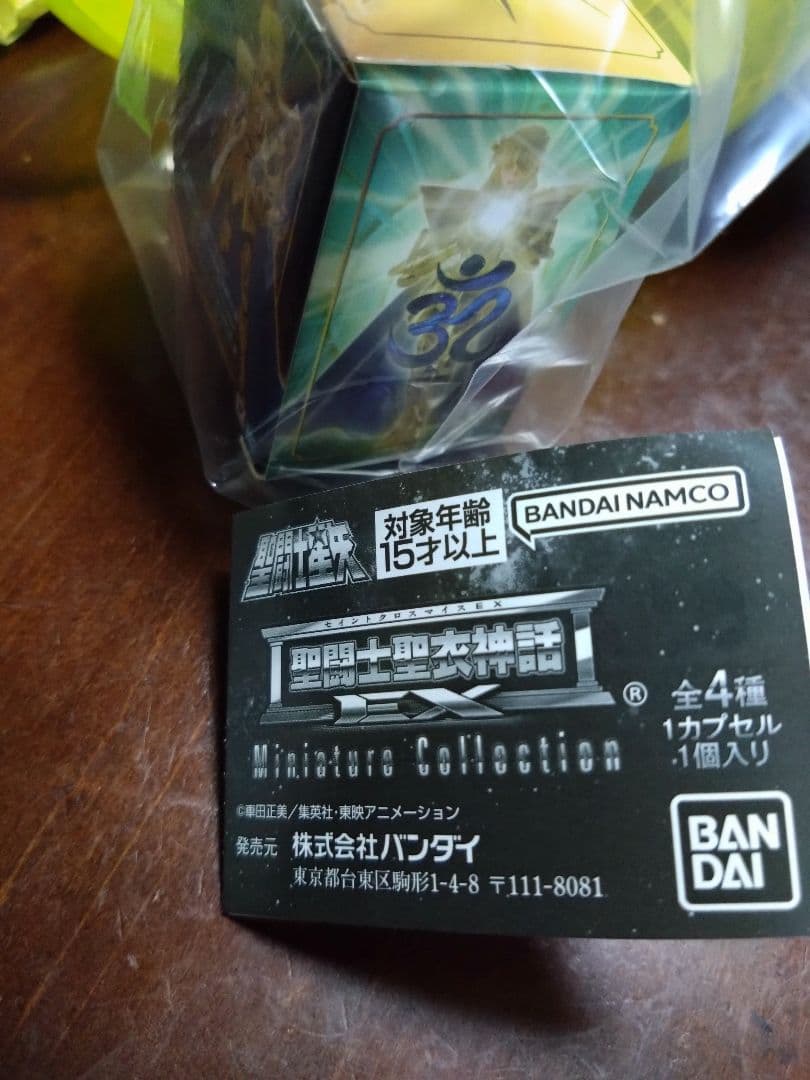 ॐ
聖闘士星矢
対象年齢
15才以上
BANDAI NAMCO
セイントクロスマイスEX
聖闘士聖衣神話
EX
®
Miniature Collection
全4種
1カプセル
1個入り
©車田正美/集英社・東映アニメーション
発売元 株式会社バンダイ
東京都台東区駒形1-4-8 〒111-8081
BAN
DAI